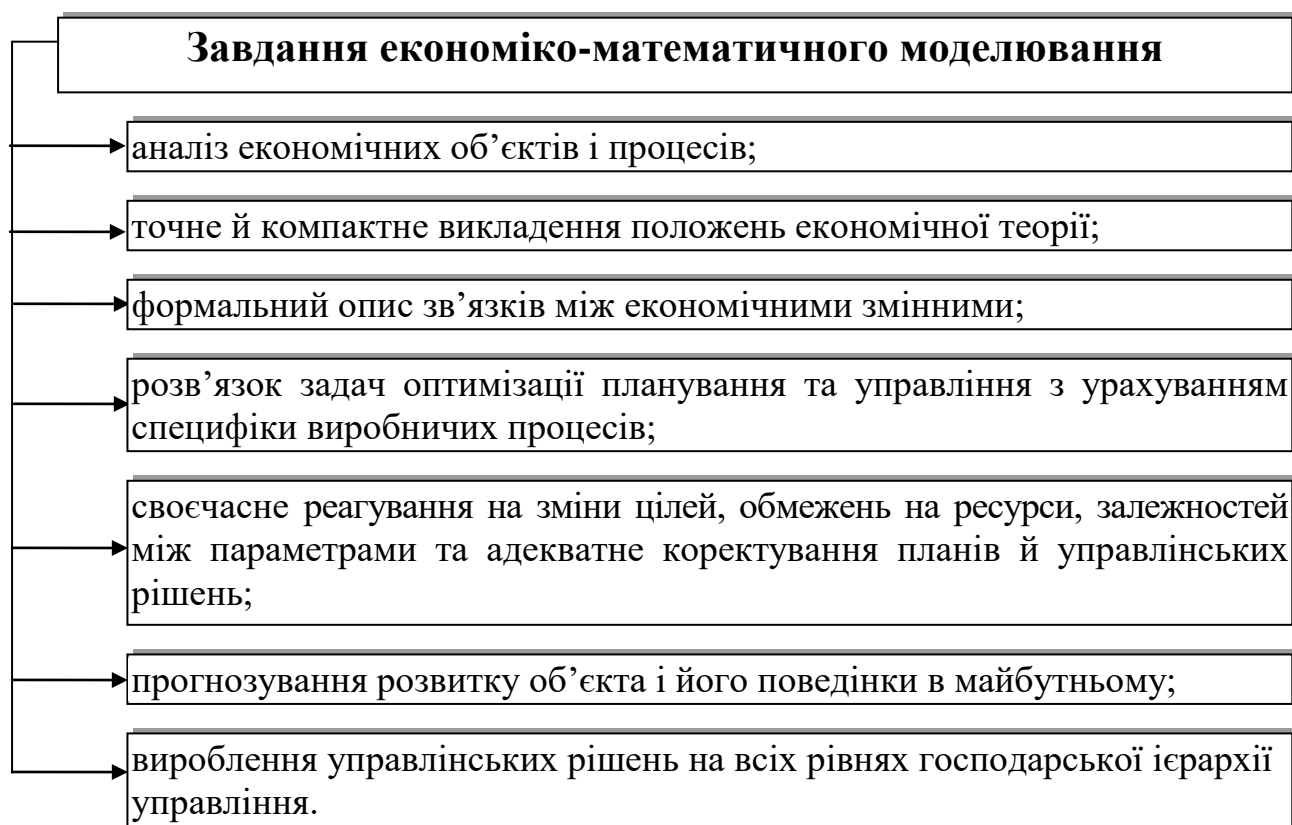 Завдання економіко-математичного моделювання
аналіз економічних об’єктів і процесів;
точне й компактне викладення положень економічної теорії;
формальний опис зв’язків між економічними змінними;
розв’язок задач оптимізації планування та управління з урахуванням
специфіки виробничих процесів;
своєчасне реагування на зміни цілей, обмежень на ресурси, залежностей
між параметрами та адекватне коректування планів й управлінських
рішень;
прогнозування розвитку об’єкта і його поведінки в майбутньому;
вироблення управлінських рішень на всіх рівнях господарської ієрархії
управління.